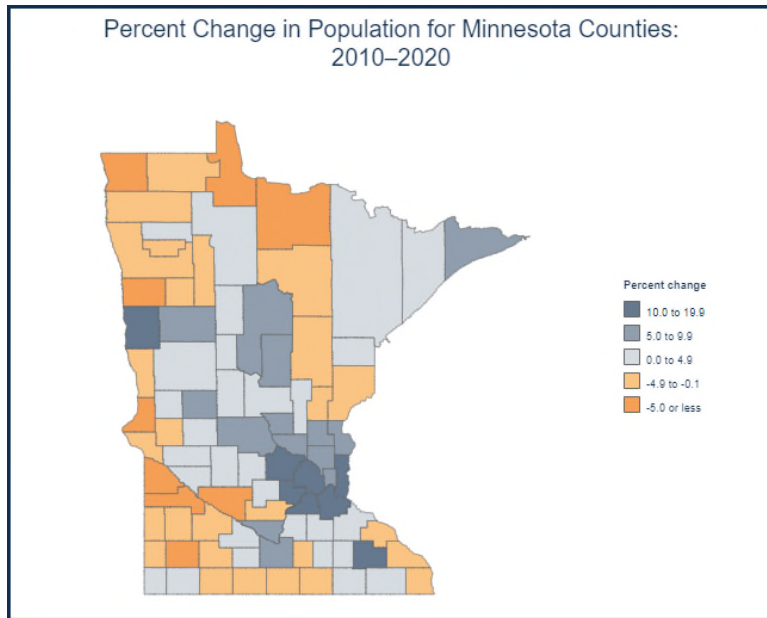 Percent Change in Population for Minnesota Counties:
2010–2020
Percent change
10.0 to 19.9
5.0 to 9.9
0.0 to 4.9
-4.9 to -0.1
-5.0 or less